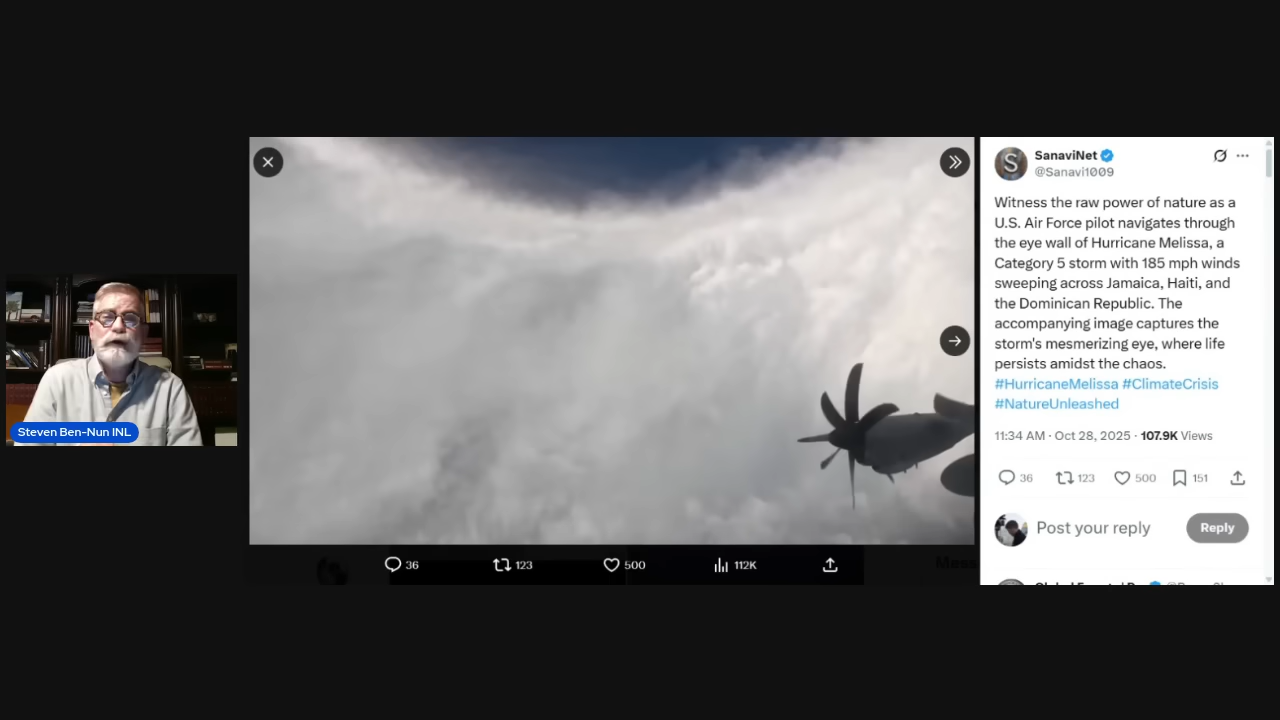 SanaviNet
@Sanavi1009
Witness the raw power of nature as a
U.S. Air Force pilot navigates through
the eye wall of Hurricane Melissa, a
Category 5 storm with 185 mph winds
sweeping across Jamaica, Haiti, and
the Dominican Republic. The
accompanying image captures the
storm's mesmerizing eye, where life
persists amidst the chaos.
#HurricaneMelissa #ClimateCrisis
#NatureUnleashed
11:34 AM · Oct 28, 2025 · 107.9K Views
36 123 500 151
Post your reply Reply
Steven Ben-Nun INL
36 123 500 112K